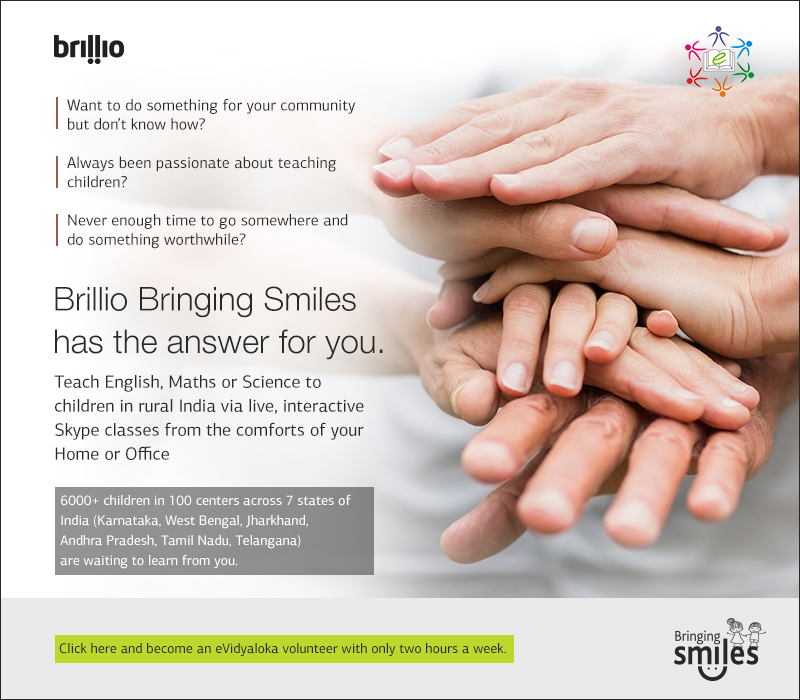 brillio
e
Want to do something for your community
but don't know how?
Always been passionate about teaching
children?
Never enough time to go somewhere and
do something worthwhile?
Brillio Bringing Smiles
has the answer for you.
Teach English, Maths or Science to
children in rural India via live, interactive
Skype classes from the comforts of your
Home or Office
6000+ children in 100 centers across 7 states of
India (Karnataka, West Bengal, Jharkhand,
Andhra Pradesh, Tamil Nadu, Telangana)
are waiting to learn from you.
Click here and become an eVidyaloka volunteer with only two hours a week.
Bringing
smiles